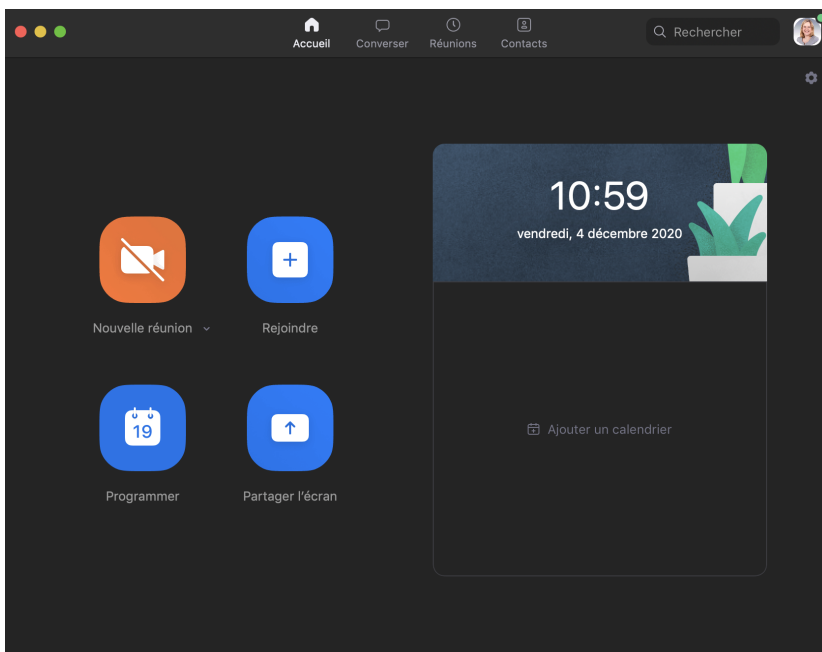 Accueil
Converser
Réunions
Contacts
Rechercher
10:59
vendredi, 4 décembre 2020
Nouvelle réunion
Rejoindre
19
Programmer
Partager l'écran
Ajouter un calendrier